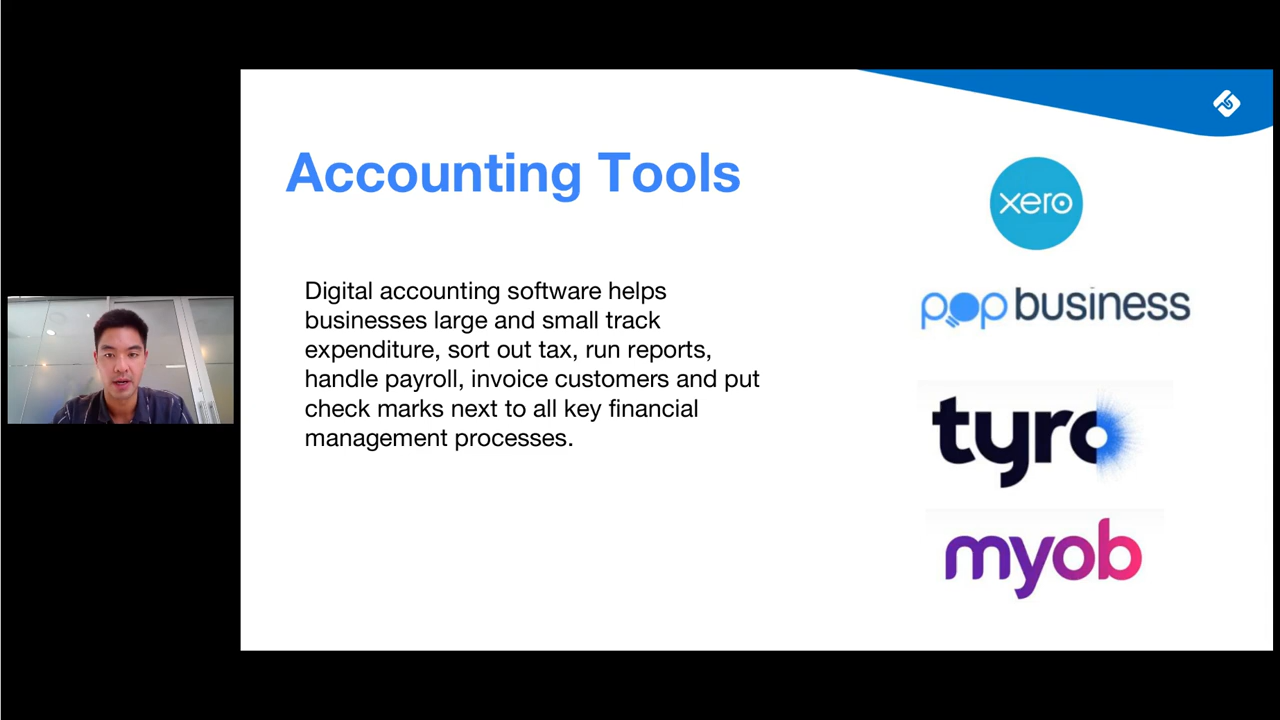 Accounting Tools
Digital accounting software helps
businesses large and small track
expenditure, sort out tax, run reports,
handle payroll, invoice customers and put
check marks next to all key financial
management processes.
xero
pop business
tyro
myob